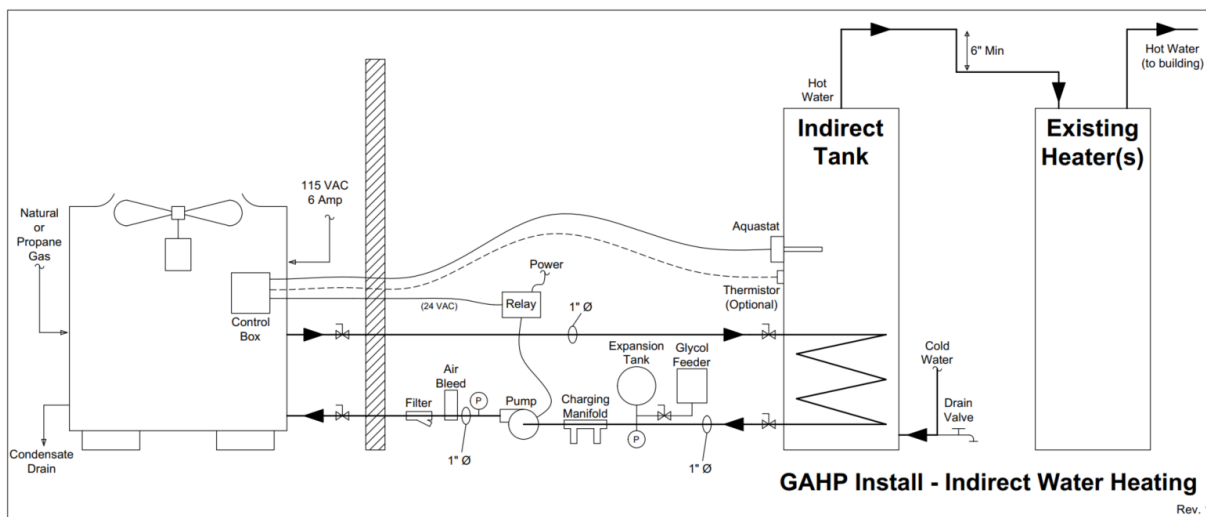 6" Min
Hot Water
(to building)
Hot
Water
Indirect
Tank
Existing
Heater(s)
115 VAC
6 Amp
Natural
or
Propane
Gas
Aquastat
Power
Thermistor
(Optional)
Relay
(24 VAC)
Control
Box
1" Ø
Expansion
Tank
Glycol
Feeder
Cold
Water
Air
Bleed
Filter
P
Pump
Charging
Manifold
Drain
Valve
P
1" Ø
1" Ø
Condensate
Drain
GAHP Install - Indirect Water Heating
Rev.